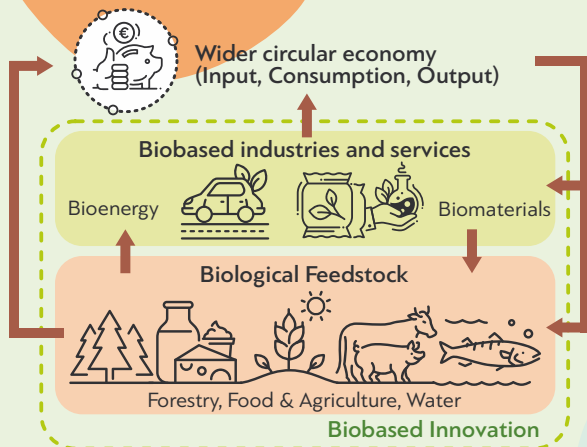 €
Wider circular economy
(Input, Consumption, Output)
Biobased industries and services
Bioenergy
Biomaterials
Biological Feedstock
Forestry, Food & Agriculture, Water
Biobased Innovation